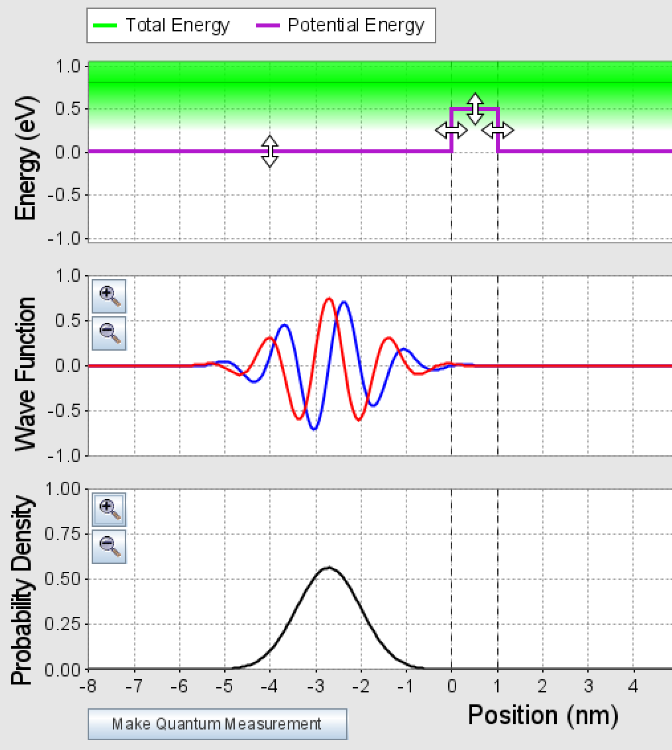 Total Energy Potential Energy
Energy (eV)
1.0
0.5
0.0
-0.5
-1.0
Wave Function
1.0
0.5
0.0
-0.5
-1.0
Probability Density
1.00
0.75
0.50
0.25
0.00
-8 -7 -6 -5 -4 -3 -2 -1 0 1 2 3 4
Make Quantum Measurement
Position (nm)